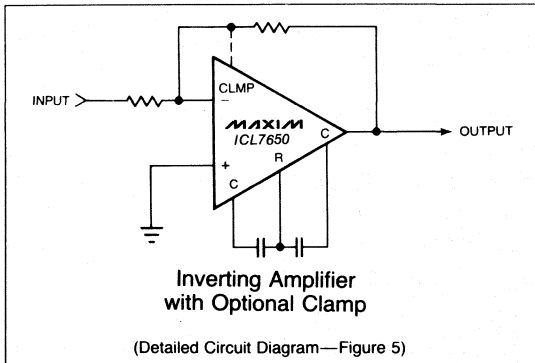 CLMP
INPUT
−
MAXIM
ICL7650
C
OUTPUT
R
+
C
Inverting Amplifier
with Optional Clamp
(Detailed Circuit Diagram—Figure 5)